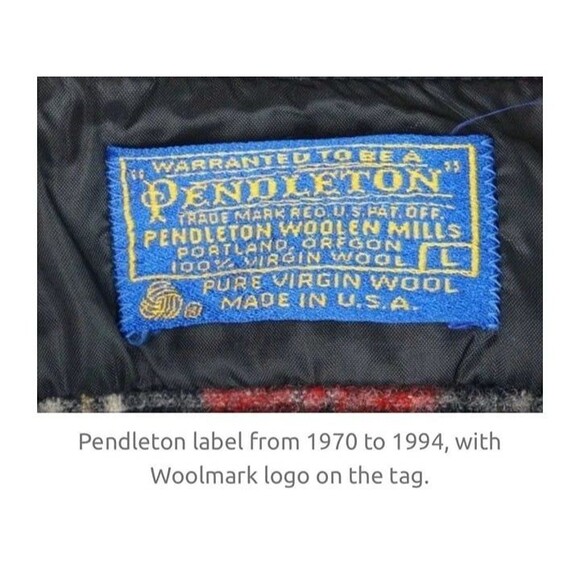 WARRANTED TO BE A
"PENDLETON"
TRADE MARK REG. U.S. PAT. OFF.
PENDLETON WOOLEN MILLS
PORTLAND, OREGON
100% VIRGIN WOOL L
PURE VIRGIN WOOL
MADE IN U.S.A.
Pendleton label from 1970 to 1994, with
Woolmark logo on the tag.